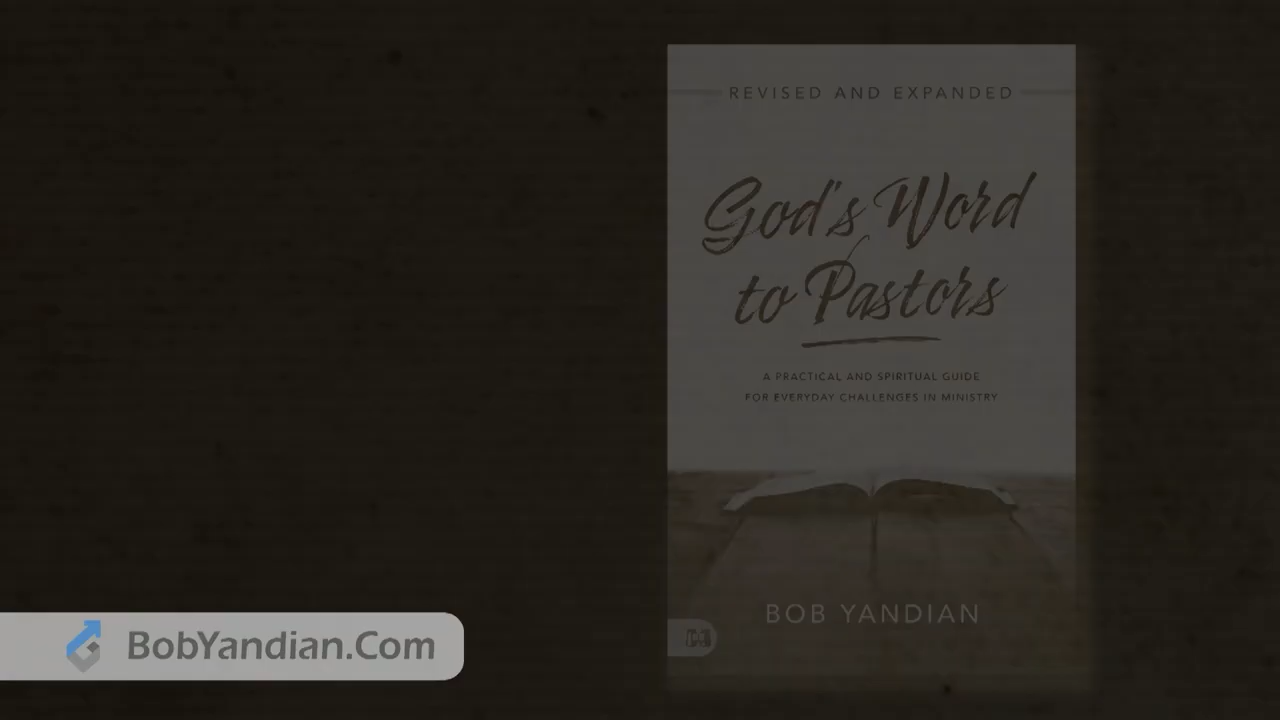 REVISED AND EXPANDED
God's Word
to Pastors
A PRACTICAL AND SPIRITUAL GUIDE
FOR EVERYDAY CHALLENGES IN MINISTRY
BOB YANDIAN
BobYandian.Com